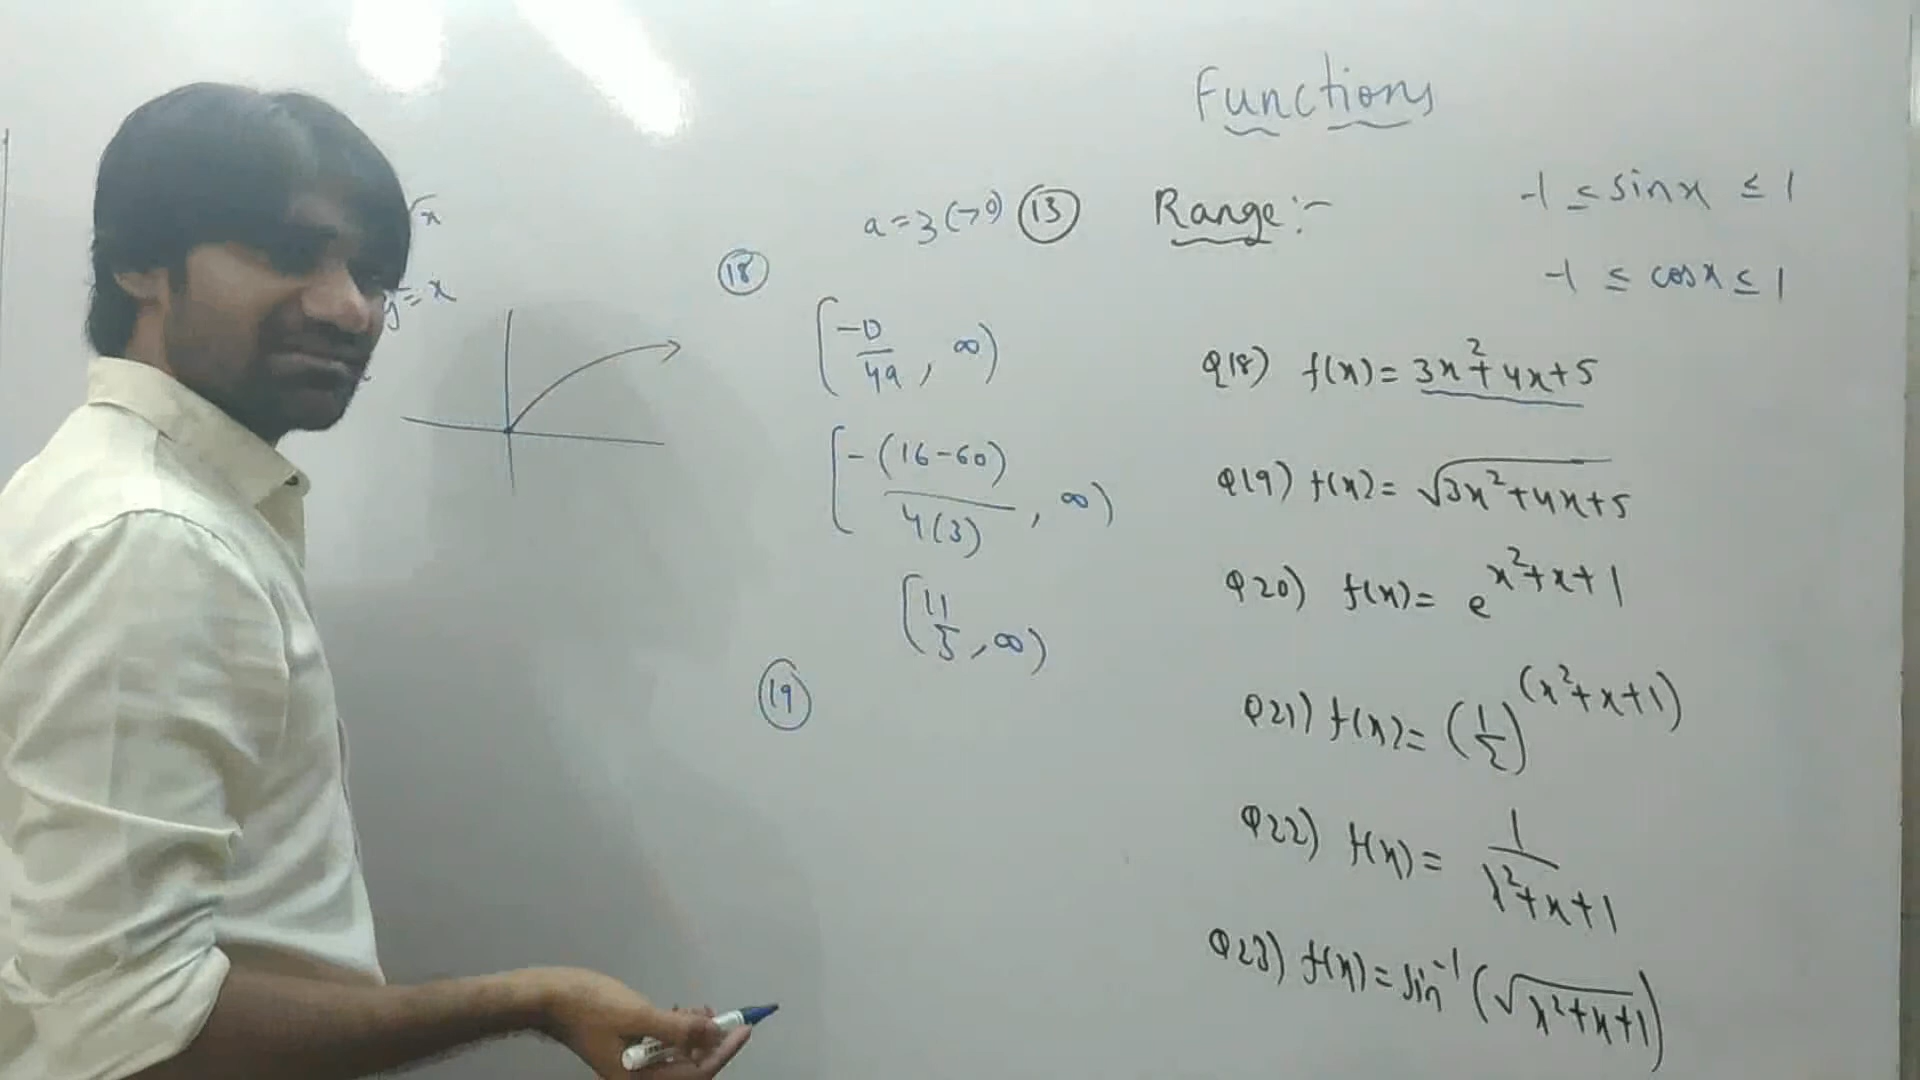 Functions
√x
y²=x
a=3(>0) (13) Range:-
-1 ≤ sinx ≤ 1
-1 ≤ cosx ≤ 1
(18)
[-D/4a, ∞)
[-(16-60)/4(3), ∞)
[11/3, ∞)
(19)
Q18) f(x)= 3x²+4x+5
Q19) f(x)= √3x²+4x+5
Q20) f(x)= e^x²+x+1
Q21) f(x)= (1/2)^(x²+x+1)
Q22) f(x)= 1/x²+x+1
Q23) f(x)= sin⁻¹(√x²+x+1)